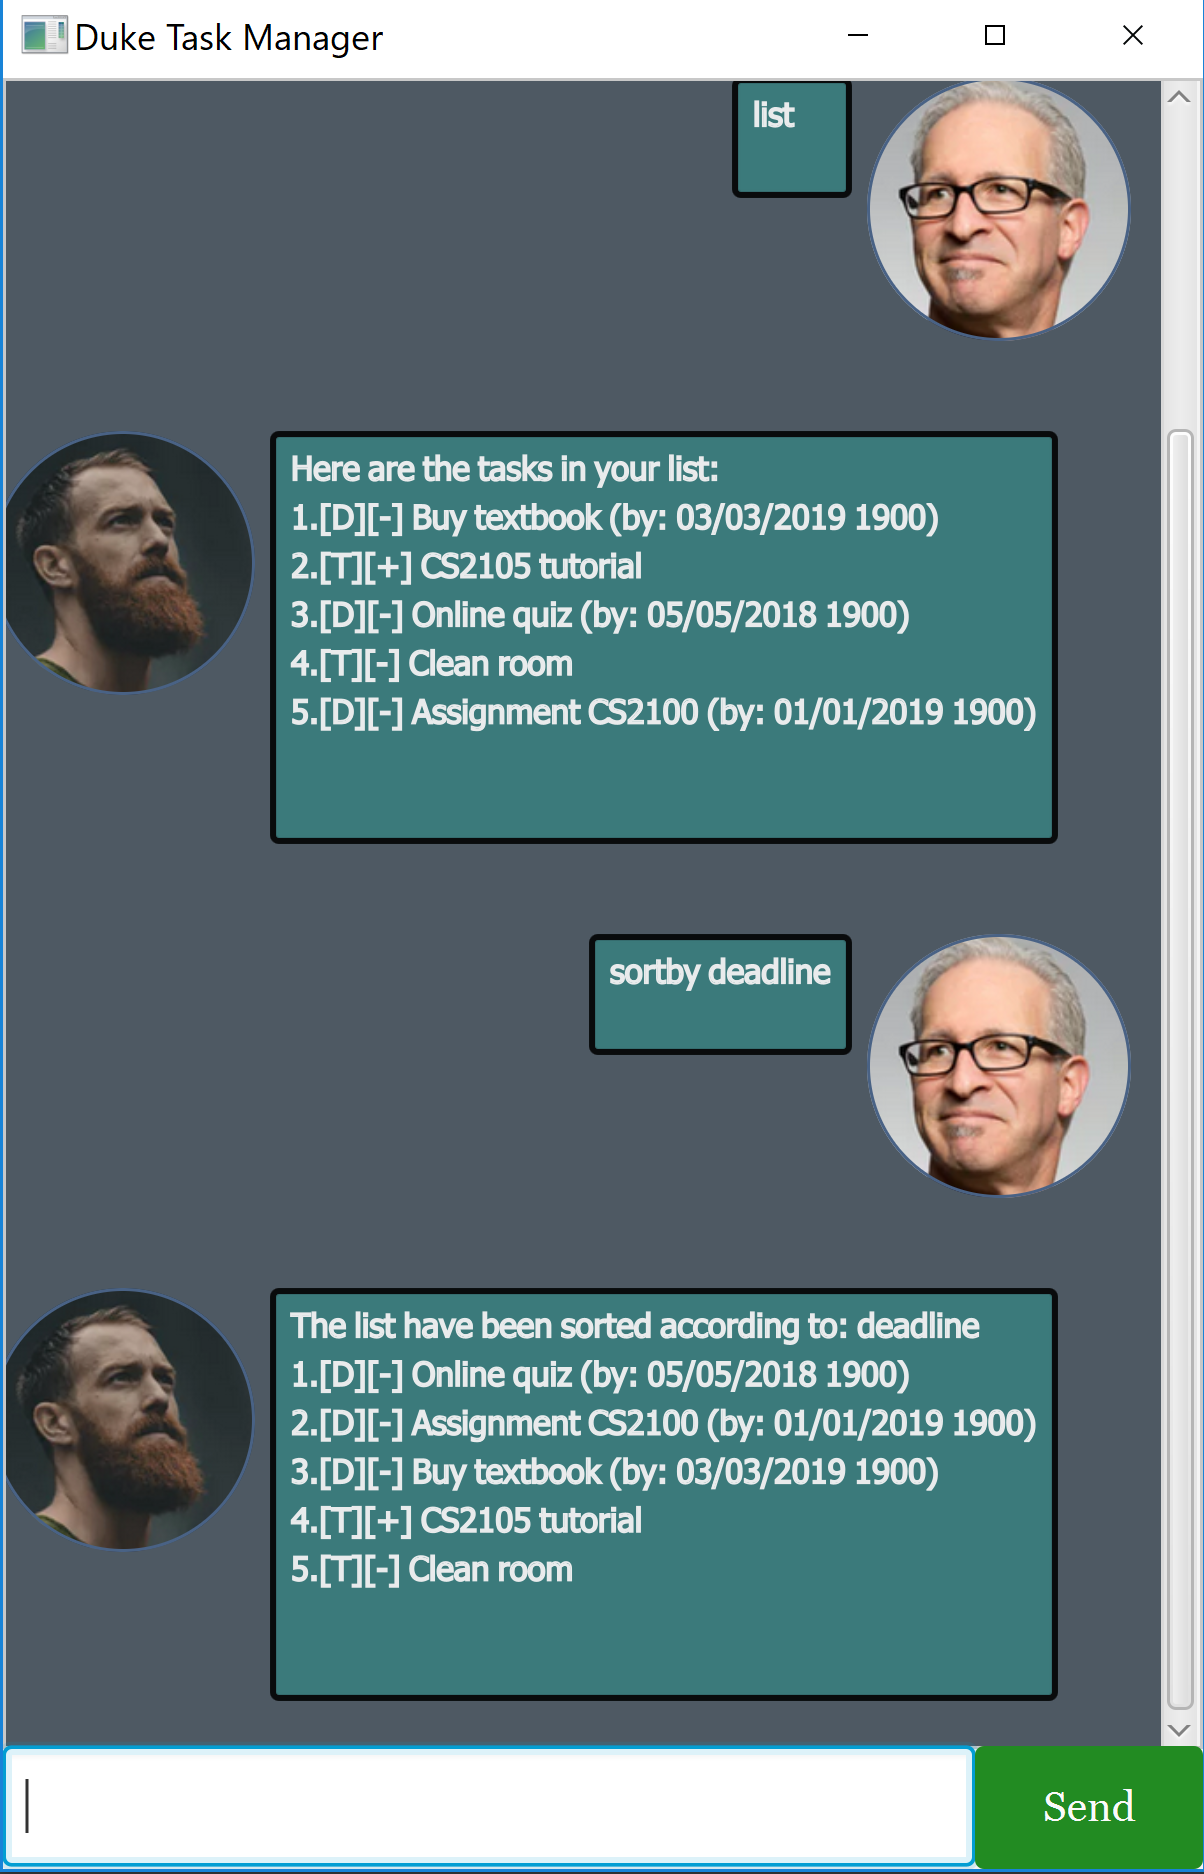 Duke Task Manager
list
Here are the tasks in your list:
1.[D][-] Buy textbook (by: 03/03/2019 1900)
2.[T][+] CS2105 tutorial
3.[D][-] Online quiz (by: 05/05/2018 1900)
4.[T][-] Clean room
5.[D][-] Assignment CS2100 (by: 01/01/2019 1900)
sortby deadline
The list have been sorted according to: deadline
1.[D][-] Online quiz (by: 05/05/2018 1900)
2.[D][-] Assignment CS2100 (by: 01/01/2019 1900)
3.[D][-] Buy textbook (by: 03/03/2019 1900)
4.[T][+] CS2105 tutorial
5.[T][-] Clean room
Send